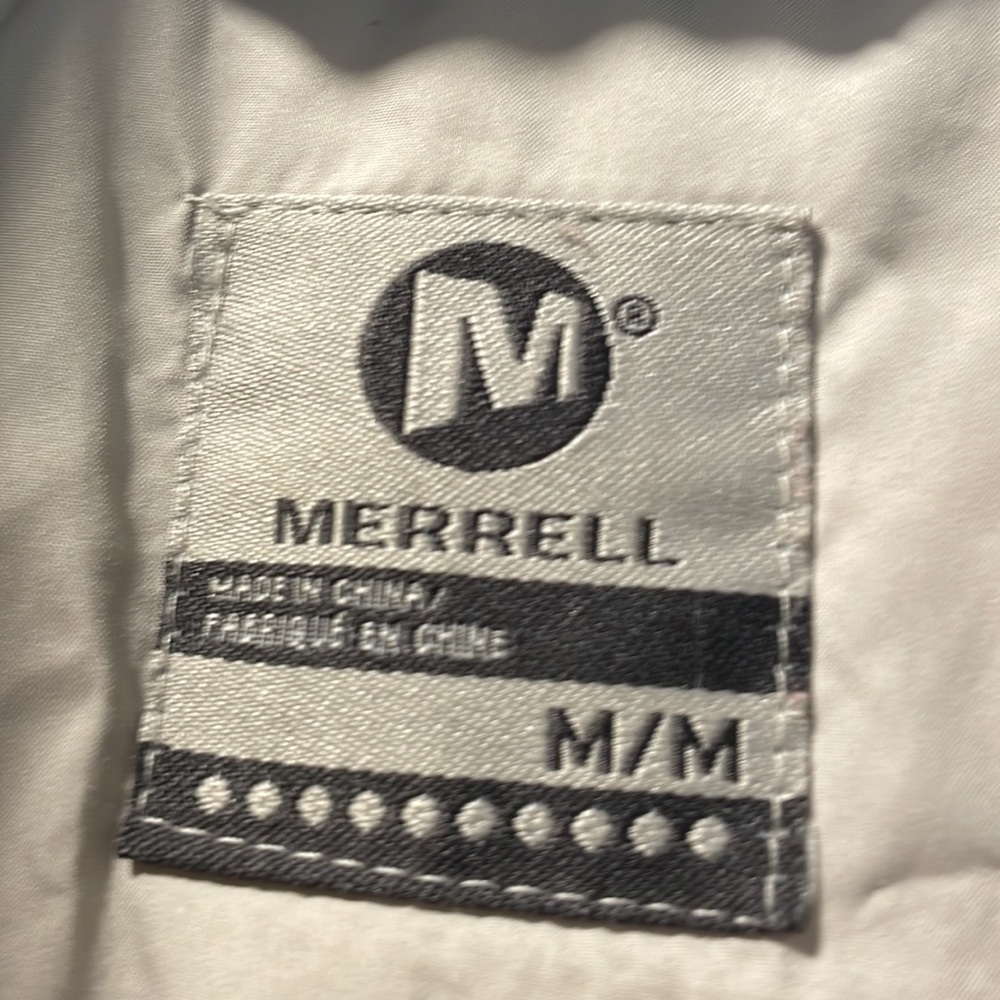 M®
MERRELL
MADE IN CHINA/
FABRIQUÉ EN CHINE
M/M